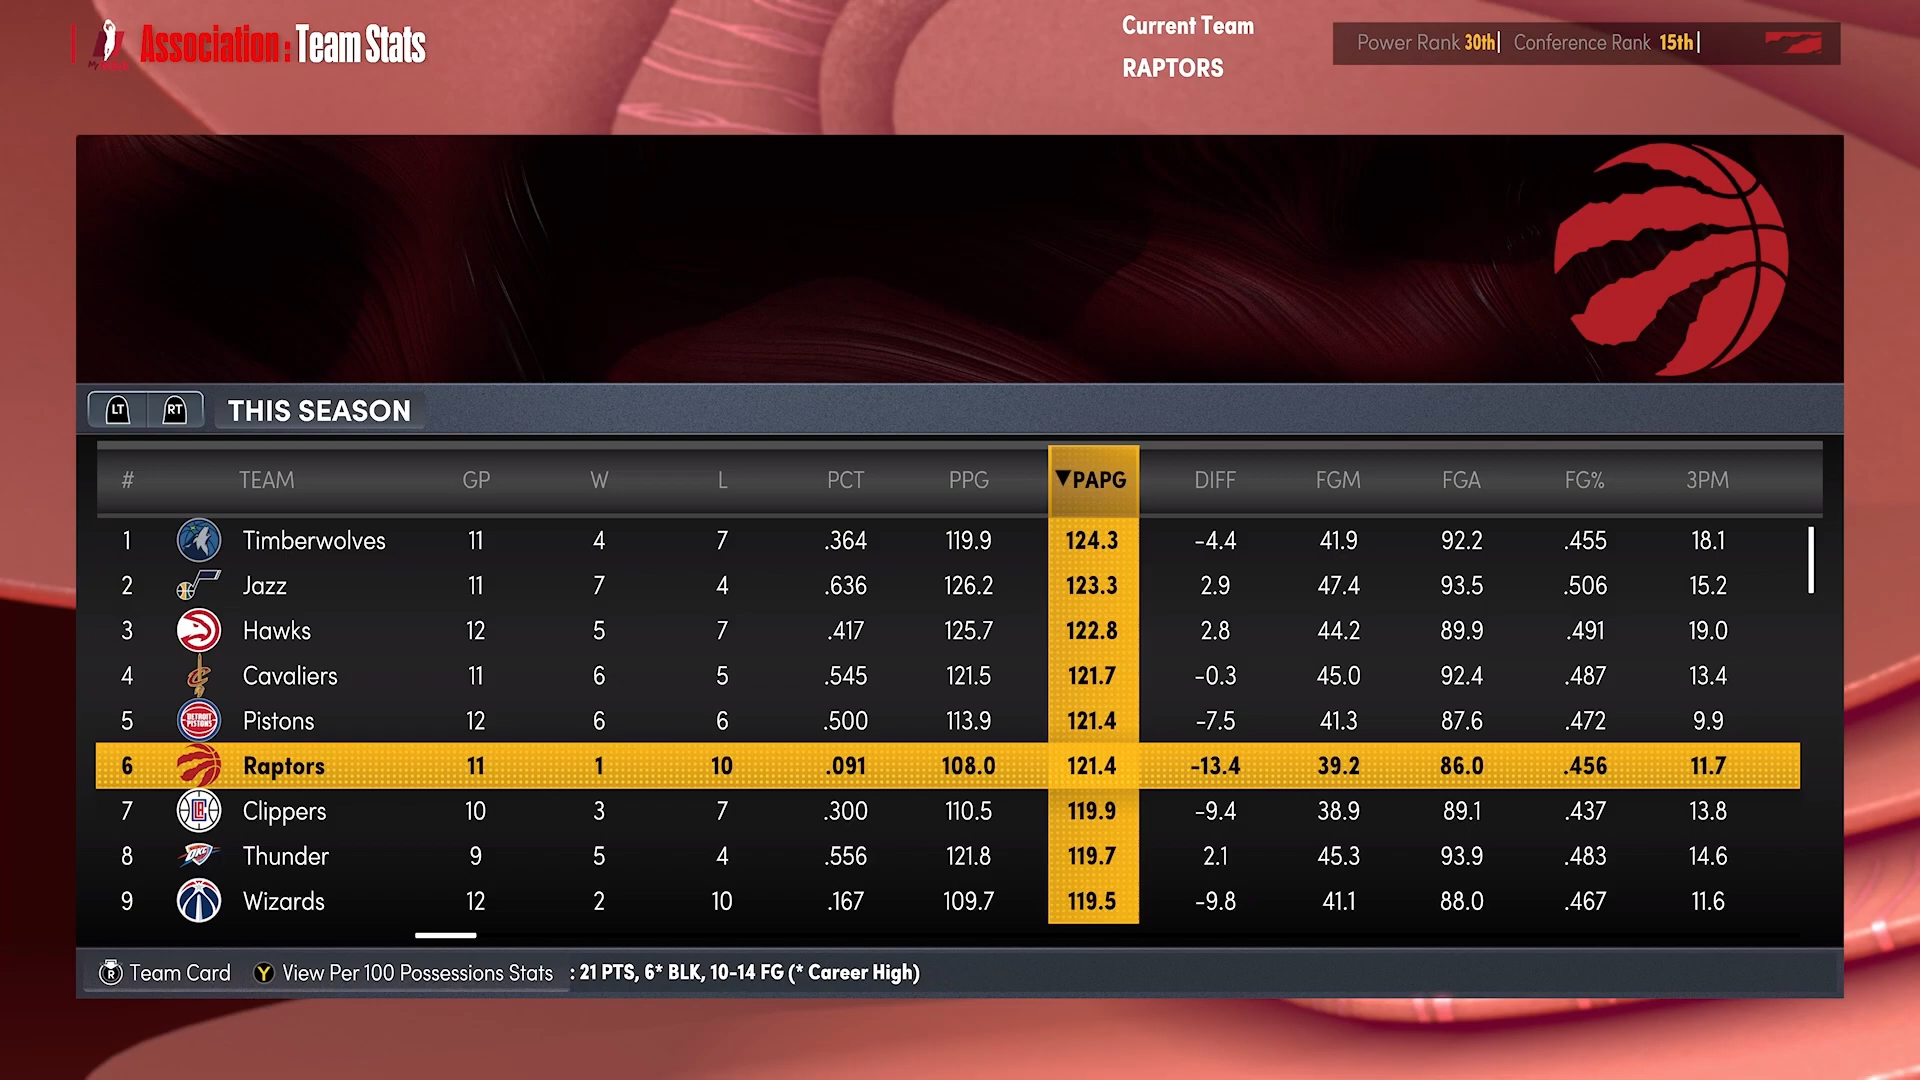 Association : Team Stats
Current Team
RAPTORS
Power Rank 30th| Conference Rank 15th|
LT RT THIS SEASON
# TEAM GP W L PCT PPG ▼PAPG DIFF FGM FGA FG% 3PM
1 Timberwolves 11 4 7 .364 119.9 124.3 -4.4 41.9 92.2 .455 18.1
2 Jazz 11 7 4 .636 126.2 123.3 2.9 47.4 93.5 .506 15.2
3 Hawks 12 5 7 .417 125.7 122.8 2.8 44.2 89.9 .491 19.0
4 Cavaliers 11 6 5 .545 121.5 121.7 -0.3 45.0 92.4 .487 13.4
5 DETROIT PISTONS Pistons 12 6 6 .500 113.9 121.4 -7.5 41.3 87.6 .472 9.9
6 Raptors 11 1 10 .091 108.0 121.4 -13.4 39.2 86.0 .456 11.7
7 Clippers 10 3 7 .300 110.5 119.9 -9.4 38.9 89.1 .437 13.8
8 OKC Thunder 9 5 4 .556 121.8 119.7 2.1 45.3 93.9 .483 14.6
9 Wizards 12 2 10 .167 109.7 119.5 -9.8 41.1 88.0 .467 11.6
R Team Card Y View Per 100 Possessions Stats : 21 PTS, 6* BLK, 10-14 FG (* Career High)